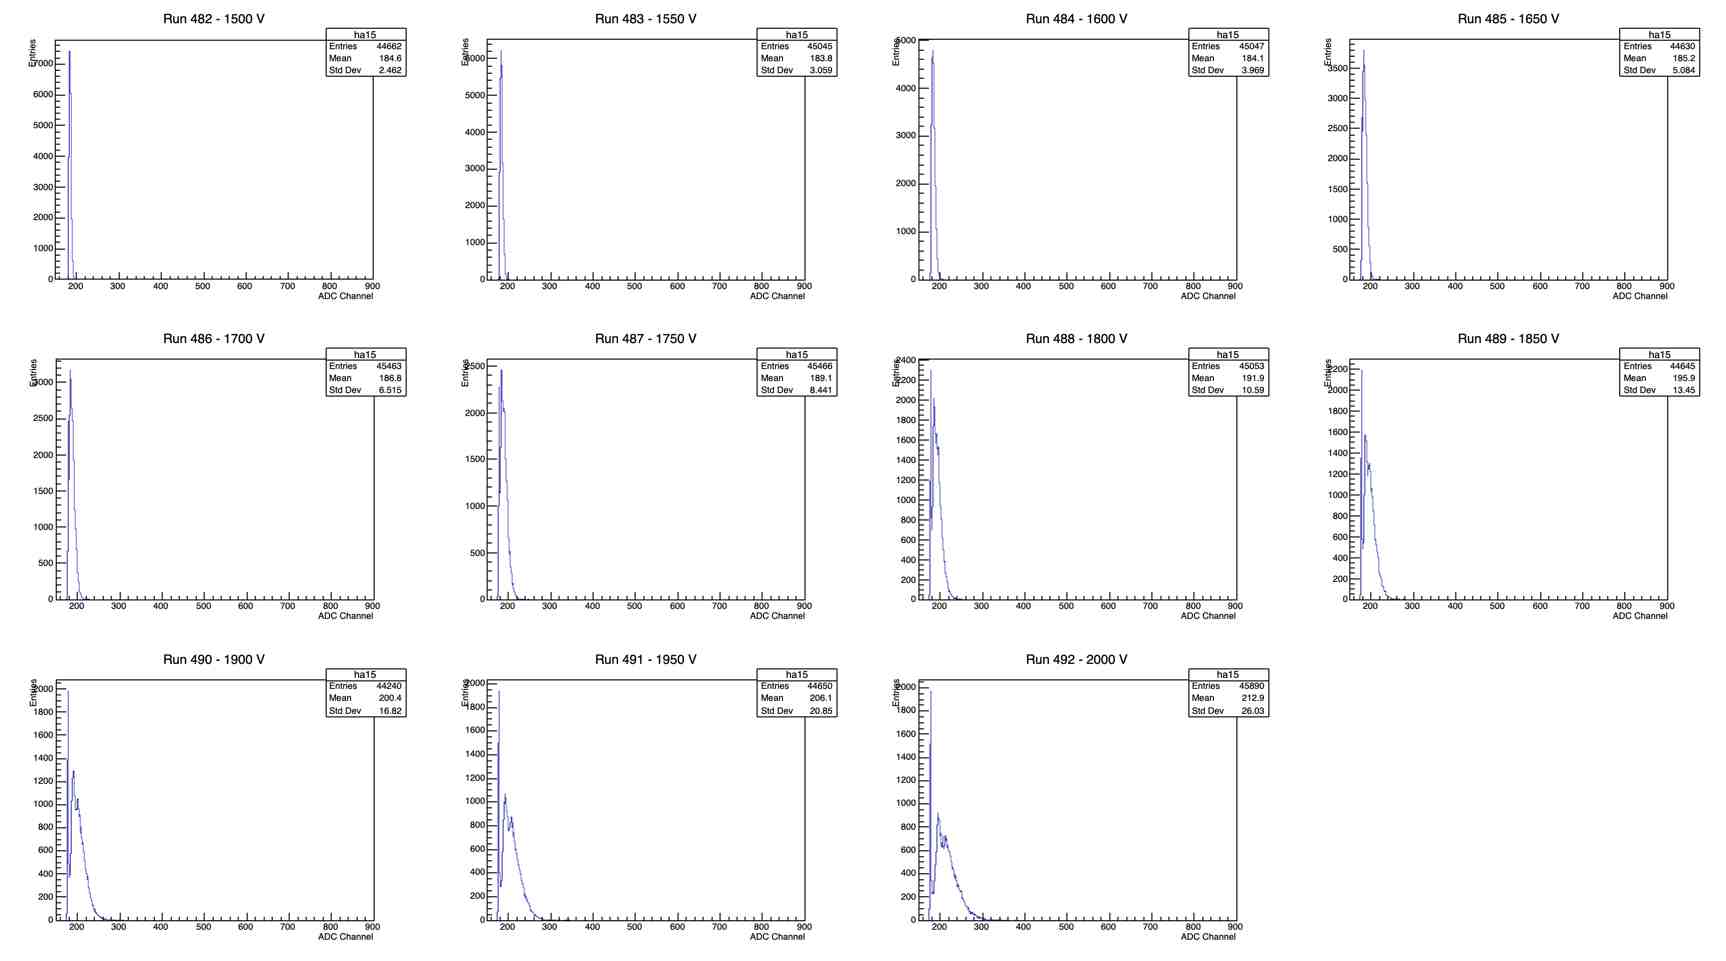 Run 482 - 1500 V
Entries
ha15
Entries 44662
Mean 184.6
Std Dev 2.462
7000
6000
5000
4000
3000
2000
1000
0
200 300 400 500 600 700 800 900
ADC Channel
Run 483 - 1550 V
Entries
ha15
Entries 45045
Mean 183.8
Std Dev 3.059
6000
5000
4000
3000
2000
1000
0
200 300 400 500 600 700 800 900
ADC Channel
Run 484 - 1600 V
Entries
ha15
Entries 45047
Mean 184.1
Std Dev 3.969
5000
4000
3000
2000
1000
0
200 300 400 500 600 700 800 900
ADC Channel
Run 485 - 1650 V
Entries
ha15
Entries 44630
Mean 185.2
Std Dev 5.084
3500
3000
2500
2000
1500
1000
500
0
200 300 400 500 600 700 800 900
ADC Channel
Run 486 - 1700 V
Entries
ha15
Entries 45463
Mean 186.8
Std Dev 6.515
3000
2500
2000
1500
1000
500
0
200 300 400 500 600 700 800 900
ADC Channel
Run 487 - 1750 V
Entries
ha15
Entries 45466
Mean 189.1
Std Dev 8.441
2500
2000
1500
1000
500
0
200 300 400 500 600 700 800 900
ADC Channel
Run 488 - 1800 V
Entries
ha15
Entries 45053
Mean 191.9
Std Dev 10.59
2400
2200
2000
1800
1600
1400
1200
1000
800
600
400
200
0
200 300 400 500 600 700 800 900
ADC Channel
Run 489 - 1850 V
Entries
ha15
Entries 44645
Mean 195.9
Std Dev 13.45
2200
2000
1800
1600
1400
1200
1000
800
600
400
200
0
200 300 400 500 600 700 800 900
ADC Channel
Run 490 - 1900 V
Entries
ha15
Entries 44240
Mean 200.4
Std Dev 16.82
2000
1800
1600
1400
1200
1000
800
600
400
200
0
200 300 400 500 600 700 800 900
ADC Channel
Run 491 - 1950 V
Entries
ha15
Entries 44650
Mean 206.1
Std Dev 20.85
2000
1800
1600
1400
1200
1000
800
600
400
200
0
200 300 400 500 600 700 800 900
ADC Channel
Run 492 - 2000 V
Entries
ha15
Entries 45890
Mean 212.9
Std Dev 26.03
2000
1800
1600
1400
1200
1000
800
600
400
200
0
200 300 400 500 600 700 800 900
ADC Channel